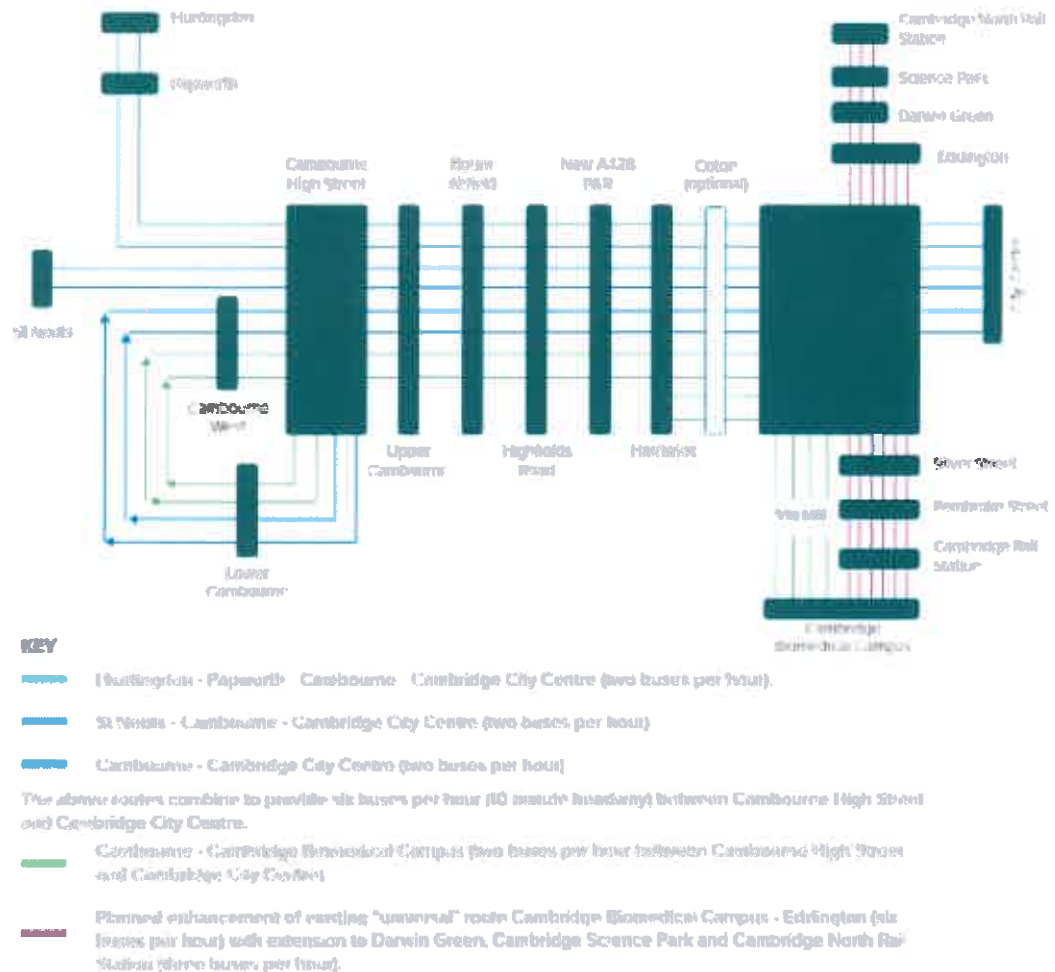 Huntingdon
Papworth
Cambridge North Rail
Station
Science Park
Darwin Green
Eddington
Cambourne
High Street
Bourn
Airfield
New A428
P&R
Coton
(optional)
City Centre
St Neots
Cambourne
West
Upper
Cambourne
Highfields
Road
Hardwick
Silver Street
Pembroke Street
Via M11
Cambridge Rail
Station
Lower
Cambourne
Cambridge
Biomedical Campus
KEY
Huntingdon - Papworth - Cambourne - Cambridge City Centre (two buses per hour).
St Neots - Cambourne - Cambridge City Centre (two buses per hour)
Cambourne - Cambridge City Centre (two buses per hour)
The above routes combine to provide six buses per hour (10 minute headway) between Cambourne High Street
and Cambridge City Centre.
Cambourne - Cambridge Biomedical Campus (two buses per hour between Cambourne High Street
and Cambridge City Centre)
Planned enhancement of existing "universal" route Cambridge Biomedical Campus - Eddington (six
buses per hour) with extension to Darwin Green, Cambridge Science Park and Cambridge North Rail
Station (three buses per hour).